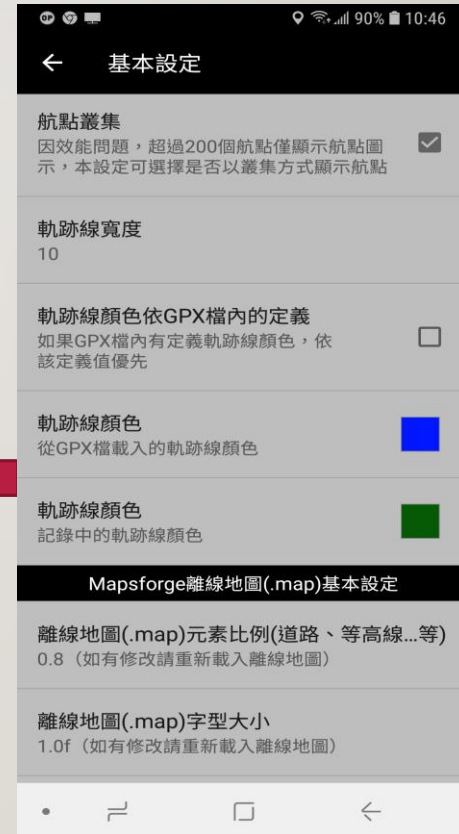 90% 10:46
基本設定
航點叢集
因效能問題，超過200個航點僅顯示航點圖
示，本設定可選擇是否以叢集方式顯示航點
軌跡線寬度
10
軌跡線顏色依GPX檔內的定義
如果GPX檔內有定義軌跡線顏色，依
該定義值優先
軌跡線顏色
從GPX檔載入的軌跡線顏色
軌跡線顏色
記錄中的軌跡線顏色
Mapsforge離線地圖(.map)基本設定
離線地圖(.map)元素比例(道路、等高線...等)
0.8（如有修改請重新載入離線地圖）
離線地圖(.map)字型大小
1.0f（如有修改請重新載入離線地圖）